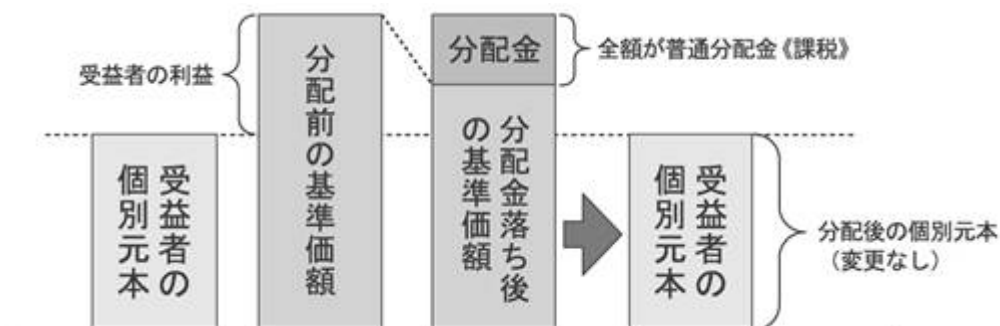 受益者の利益
分配前の基準価額
分配金
全額が普通分配金《課税》
受益者の
個別元本
分配金落ち後
の基準価額
受益者の
個別元本
分配後の個別元本
（変更なし）